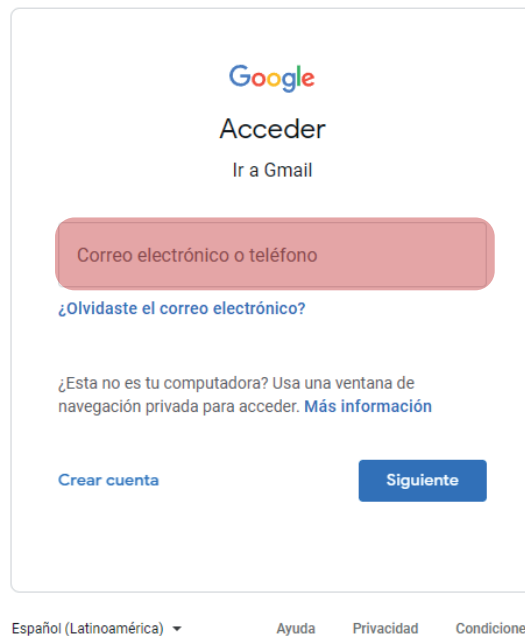 Google
Acceder
Ir a Gmail
Correo electrónico o teléfono
¿Olvidaste el correo electrónico?
¿Esta no es tu computadora? Usa una ventana de
navegación privada para acceder. Más información
Crear cuenta Siguiente
Español (Latinoamérica) Ayuda Privacidad Condicione